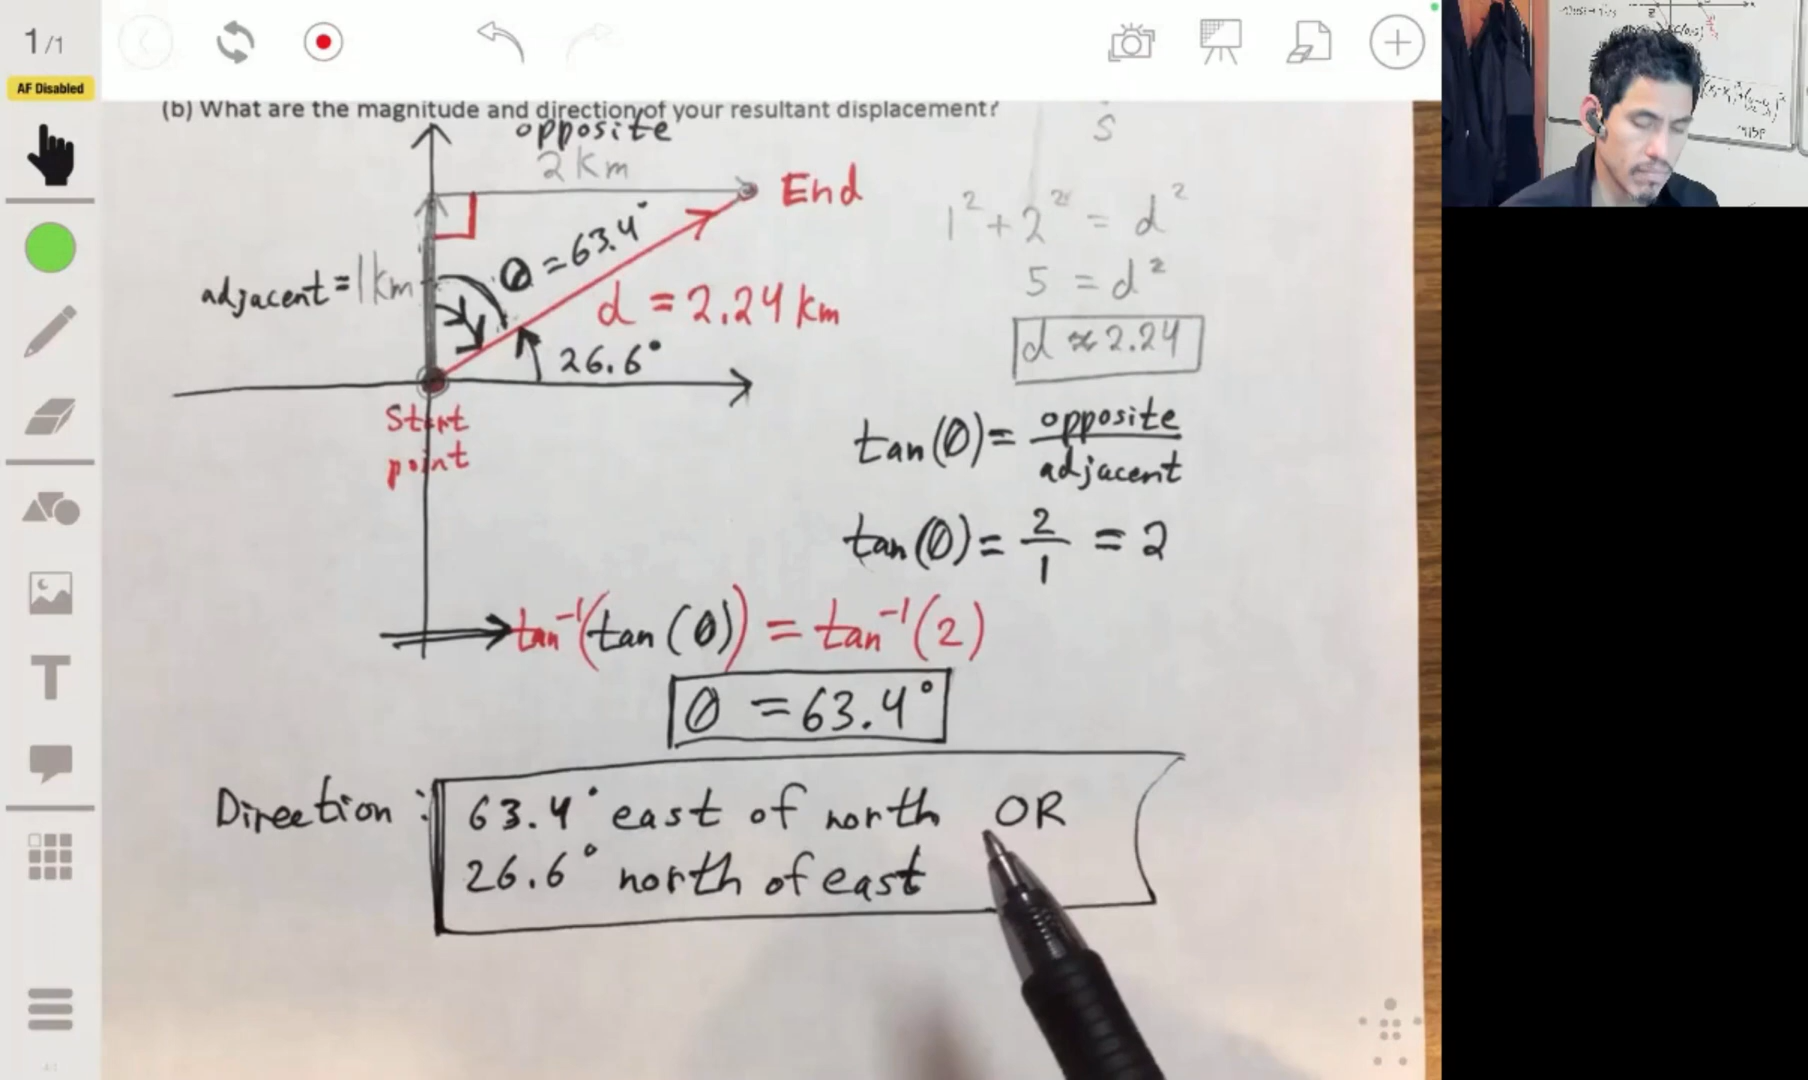 1/1
AF Disabled
(b) What are the magnitude and direction of your resultant displacement?
opposite
2 km
End
S
θ = 63.4°
adjacent = 1 km
d = 2.24 km
26.6°
Start
point
1² + 2² = d²
5 = d²
d ≈ 2.24
tan(θ) = opposite
adjacent
tan(θ) = 2/1 = 2
tan⁻¹(tan(θ)) = tan⁻¹(2)
θ = 63.4°
Direction: 63.4° east of north OR
26.6° north of east
T